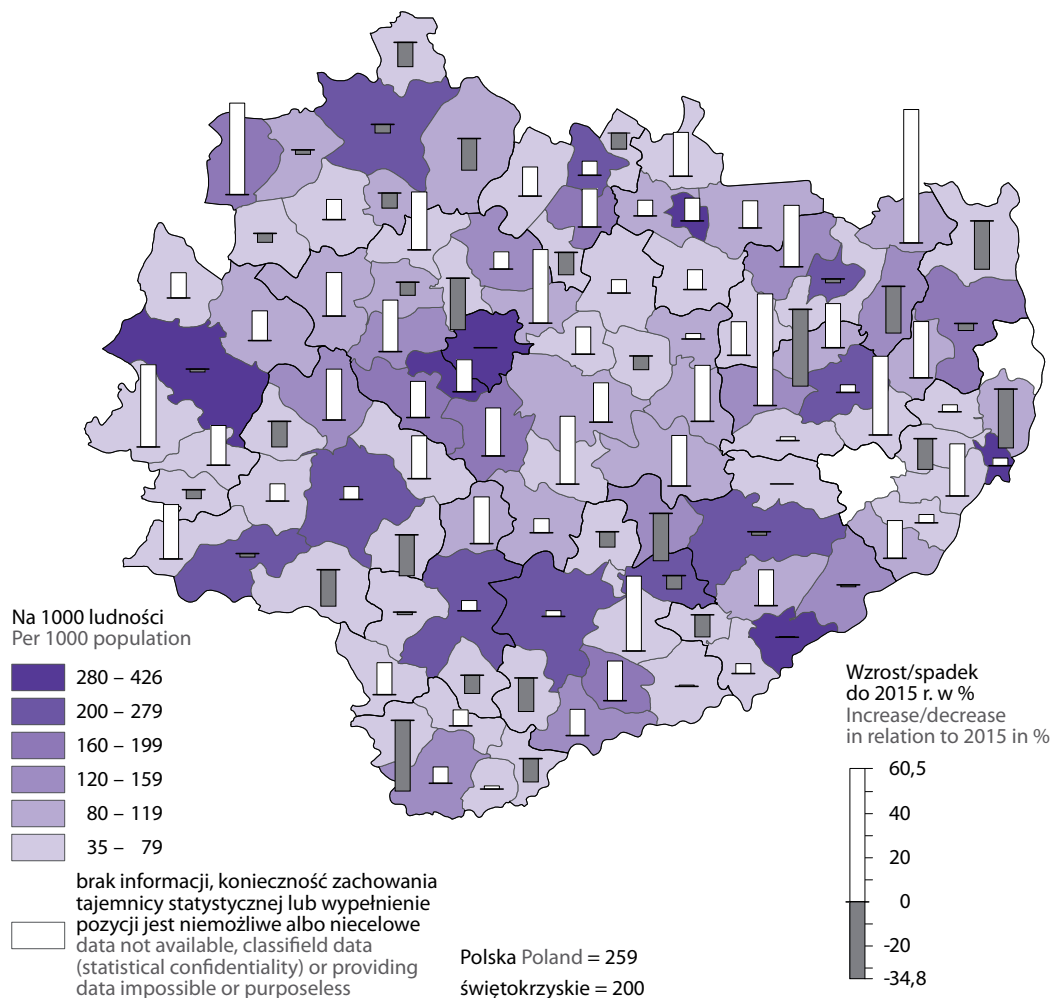 Na 1000 ludności
Per 1000 population
280 – 426
200 – 279
160 – 199
120 – 159
80 – 119
35 – 79
brak informacji, konieczność zachowania
tajemnicy statystycznej lub wypełnienie
pozycji jest niemożliwe albo niecelowe
data not available, classifield data
(statistical confidentiality) or providing
data impossible or purposeless
Polska Poland = 259
świętokrzyskie = 200
Wzrost/spadek
do 2015 r. w %
Increase/decrease
in relation to 2015 in %
60,5
40
20
0
-20
-34,8